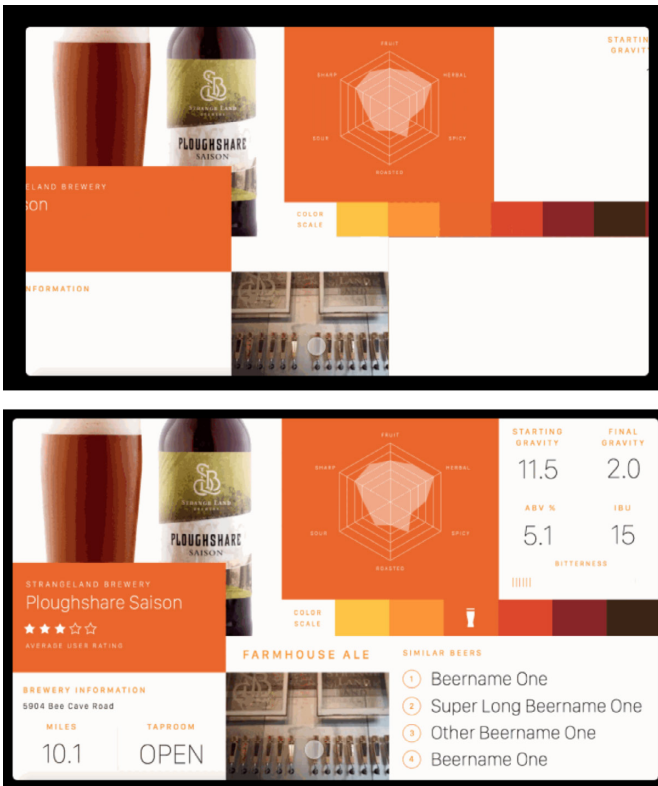 STRANGE LAND
BREWERY
PLOUGHSHARE
SAISON
FRUIT
SHARP
HERBAL
SOUR
SPICY
ROASTED
STARTIN
GRAVIT
ELAND BREWERY
son
COLOR
SCALE
NFORMATION
STRANGE LAND
PLOUGHSHARE
SAISON
FRUIT
SHARP
HERBAL
SOUR
SPICY
ROASTED
STARTING
GRAVITY
FINAL
GRAVITY
11.5
2.0
ABV %
IBU
5.1
15
BITTERNESS
STRANGELAND BREWERY
Ploughshare Saison
AVERAGE USER RATING
COLOR
SCALE
FARMHOUSE ALE
BREWERY INFORMATION
5904 Bee Cave Road
MILES
TAPROOM
10.1
OPEN
SIMILAR BEERS
1 Beername One
2 Super Long Beername One
3 Other Beername One
4 Beername One